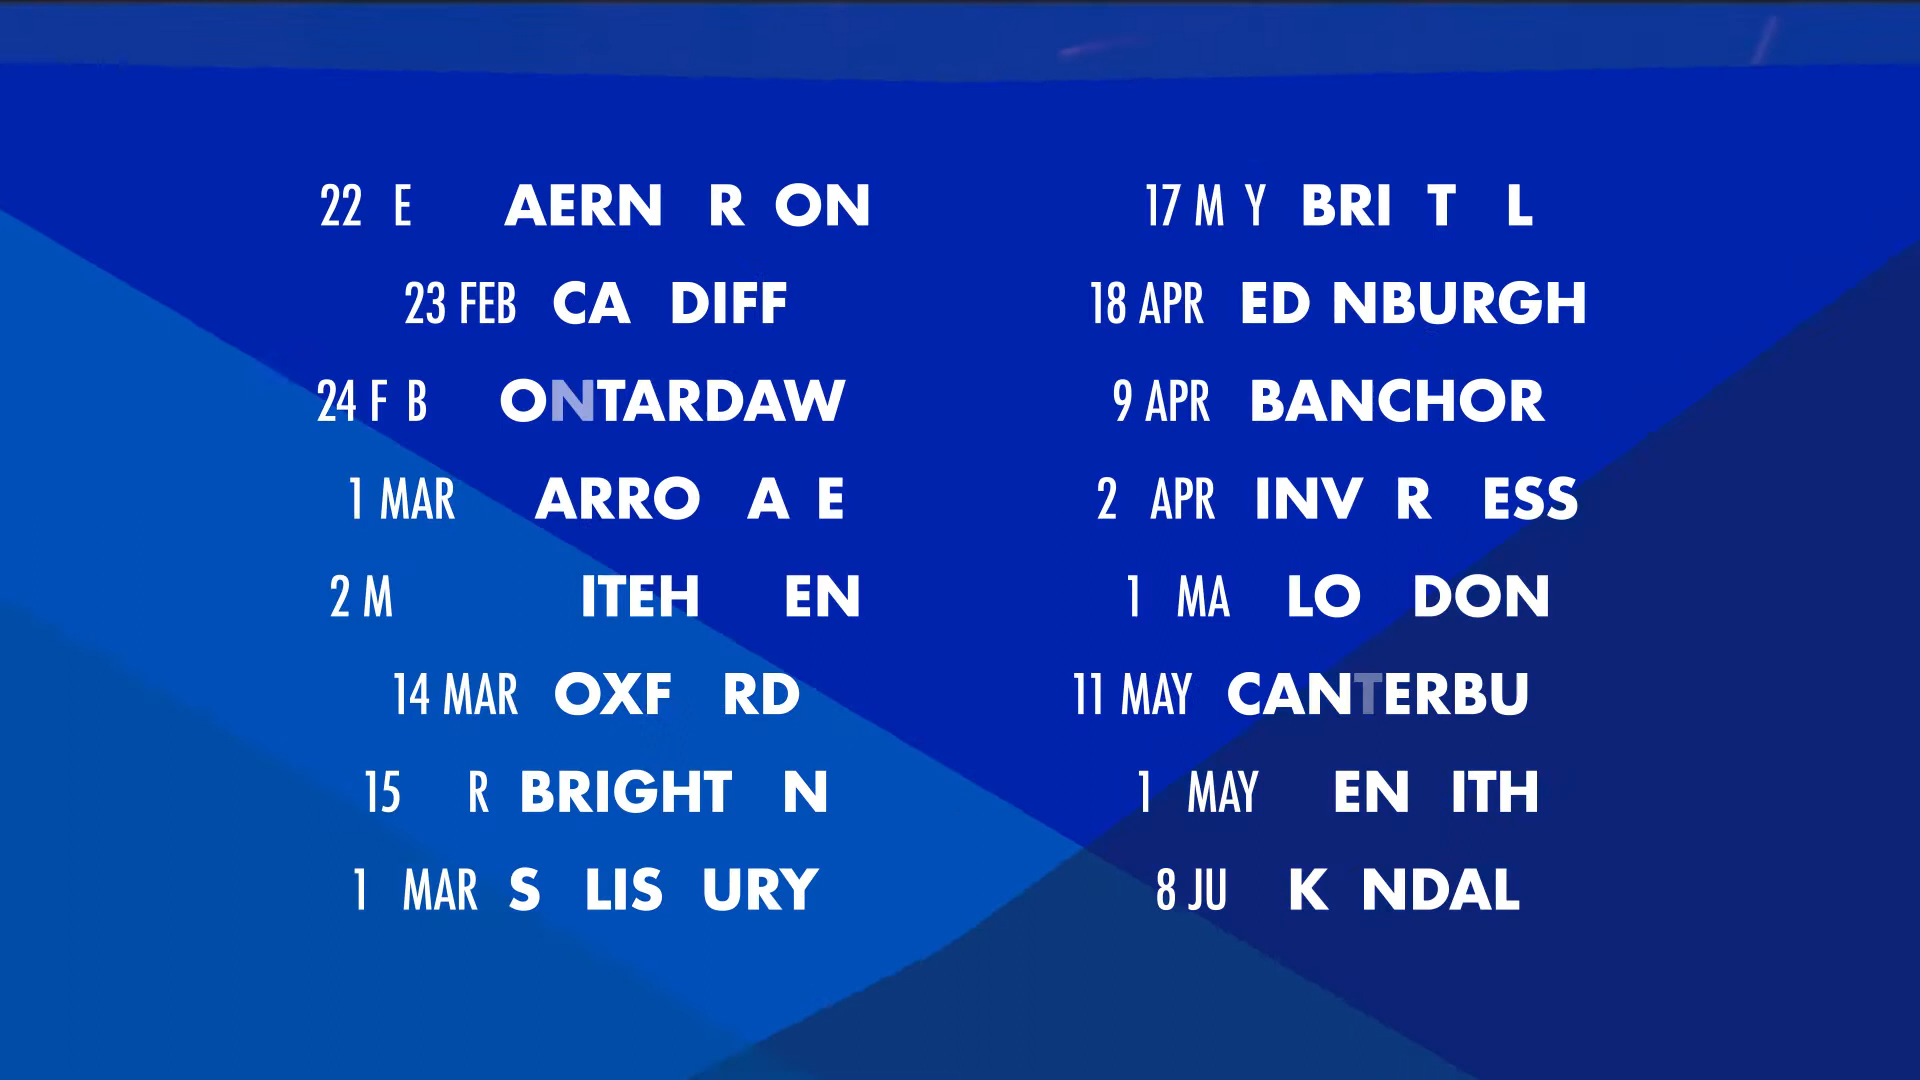 22 E AERN R ON
23 FEB CA DIFF
24 F B ONTARDAW
1 MAR ARRO A E
2 M ITEH EN
14 MAR OXF RD
15 R BRIGHT N
1 MAR S LIS URY
17 M Y BRI T L
18 APR ED NBURGH
9 APR BANCHOR
2 APR INV R ESS
1 MA LO DON
11 MAY CANTERBU
1 MAY EN ITH
8 JU K NDAL